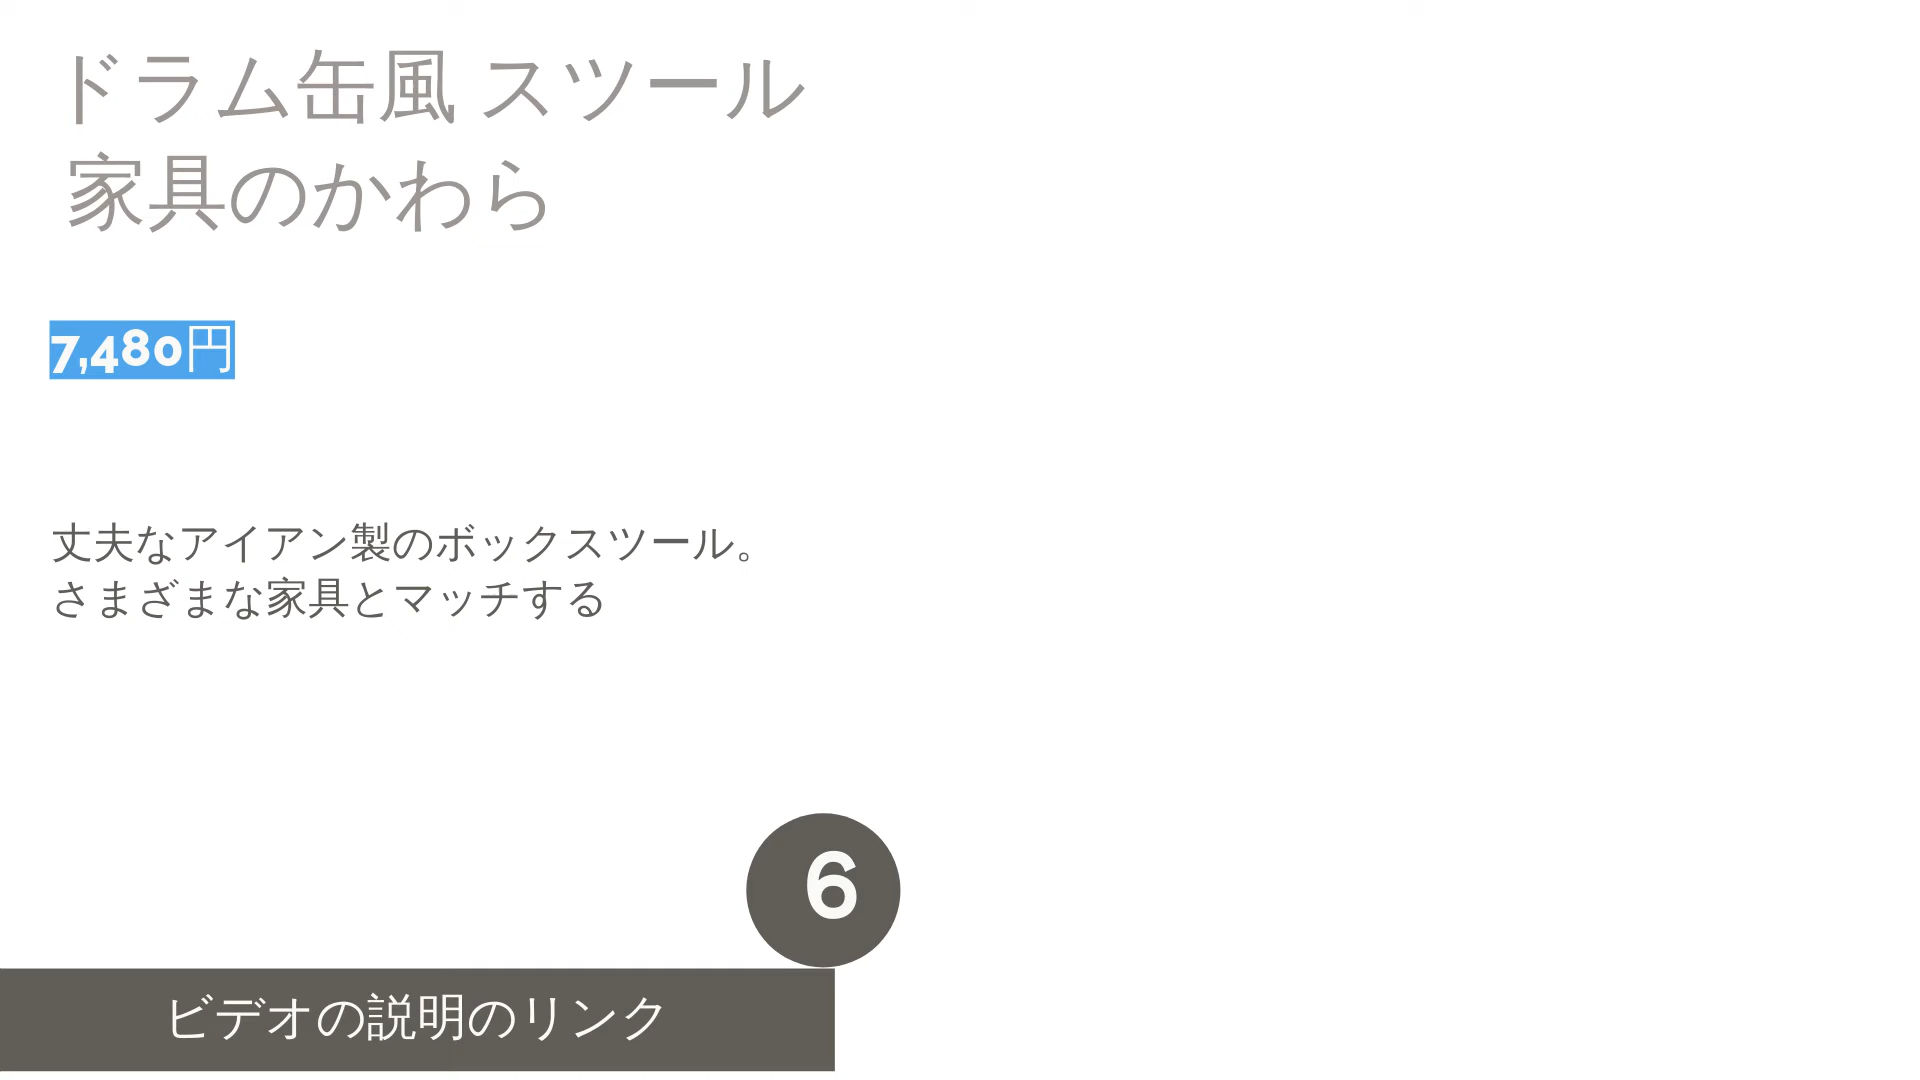 ドラム缶風 スツール
家具のかわら
7,480円
丈夫なアイアン製のボックスツール。
さまざまな家具とマッチする
6
ビデオの説明のリンク